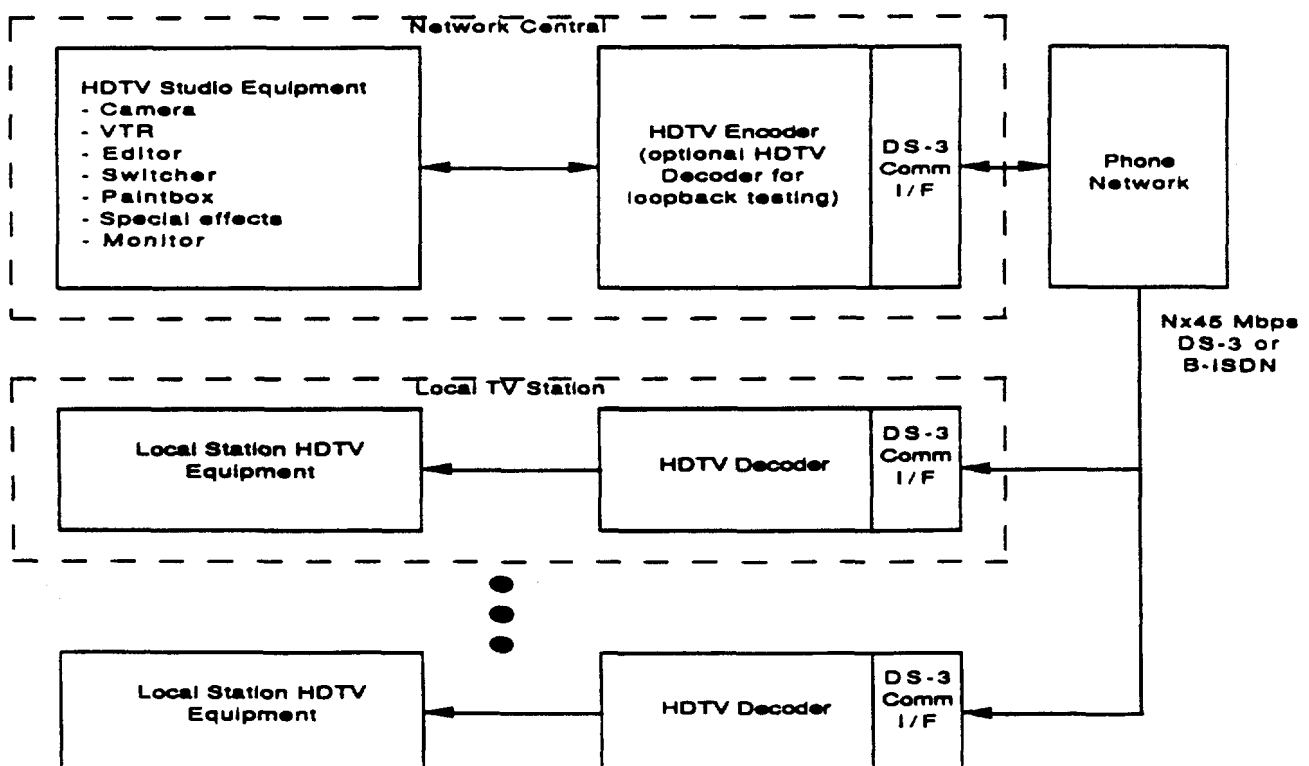 Network Central
HDTV Studio Equipment
- Camera
- VTR
- Editor
- Switcher
- Paintbox
- Special effects
- Monitor
HDTV Encoder
(optional HDTV
Decoder for
loopback testing)
DS-3
Comm
I/F
Phone
Network
Nx45 Mbps
DS-3 or
B-ISDN
Local TV Station
Local Station HDTV
Equipment
HDTV Decoder
DS-3
Comm
I/F
Local Station HDTV
Equipment
HDTV Decoder
DS-3
Comm
I/F